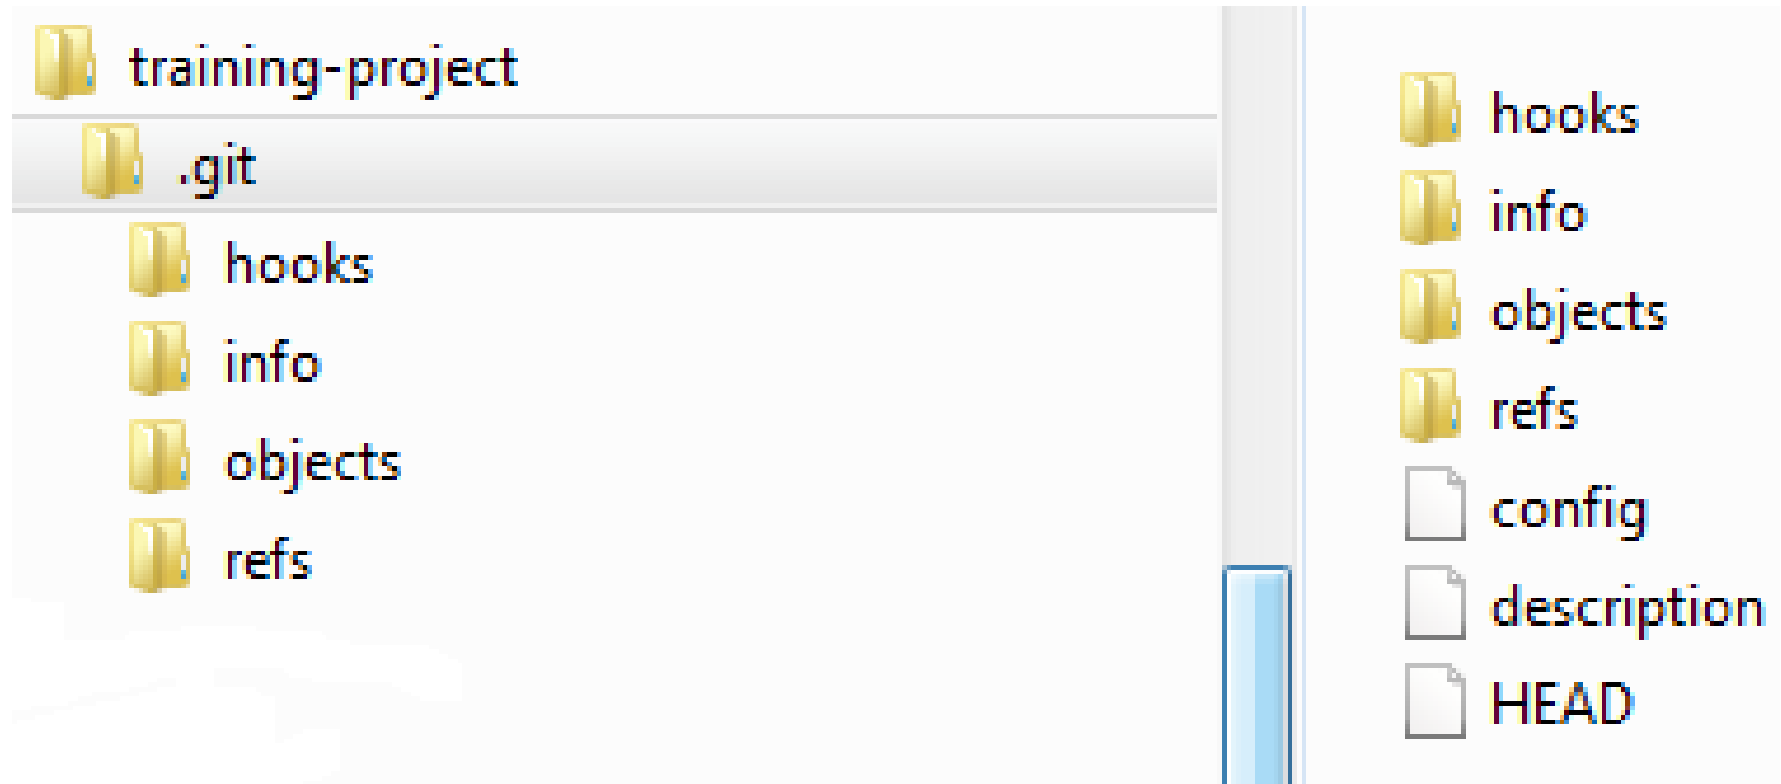 training-project
.git
hooks
info
objects
refs
hooks
info
objects
refs
config
description
HEAD